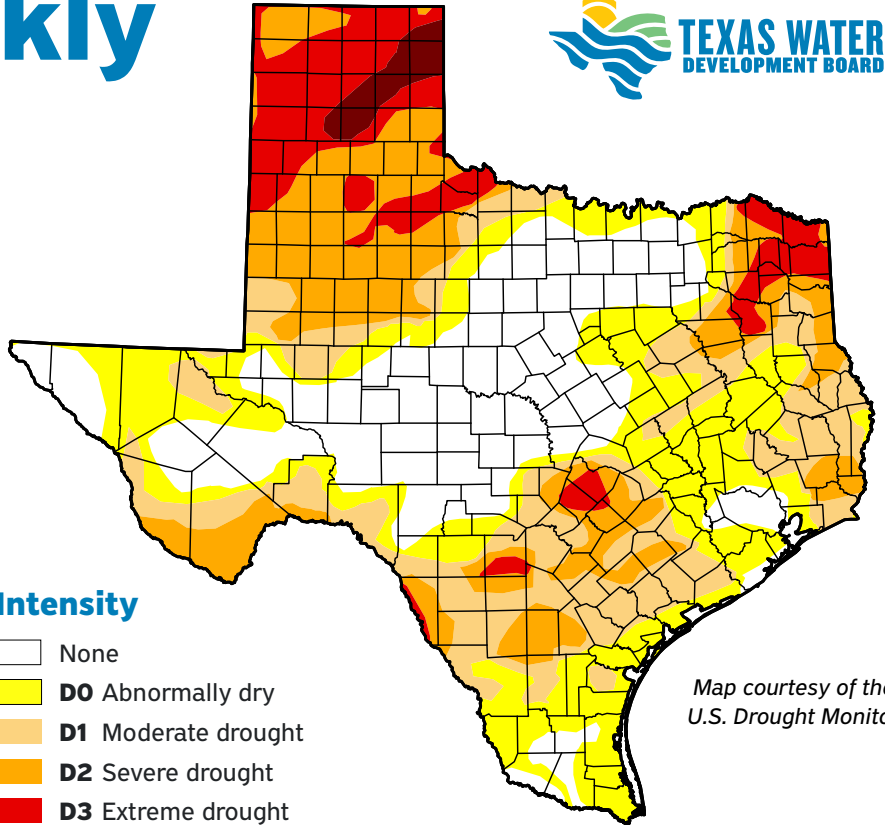 kly
TEXAS WATER
DEVELOPMENT BOARD
Intensity
None
D0 Abnormally dry
D1 Moderate drought
D2 Severe drought
D3 Extreme drought
Map courtesy of the
U.S. Drought Monito